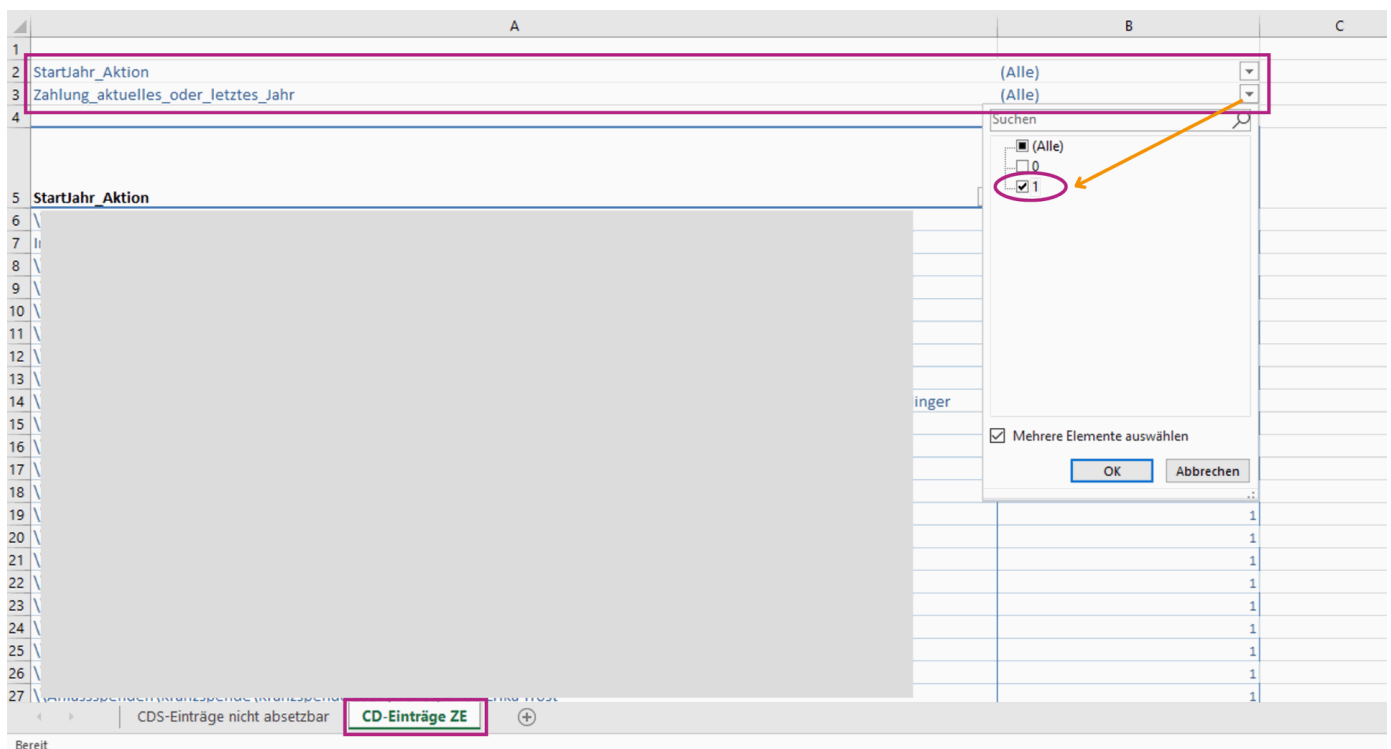 A B C
1
2 StartJahr_Aktion (Alle)
3 Zahlung_aktuelles_oder_letztes_Jahr (Alle)
4
Suchen
(Alle)
0
1
5 StartJahr_Aktion
6 \
7
8 \
9 \
10 \
11 \
12 \
13 \
14 \ inger
15 \
Mehrere Elemente auswählen
16 \
17 \
OK Abbrechen
18 \
19 \ 1
20 \ 1
21 \ 1
22 \ 1
23 \ 1
24 \ 1
25 \ 1
26 \ 1
27 \ 1
CDS-Einträge nicht absetzbar CD-Einträge ZE
Bereit